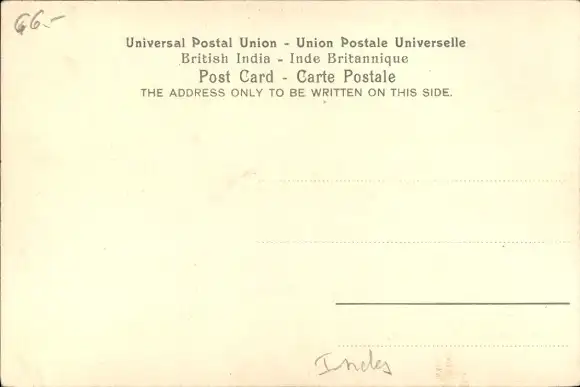 66.-
Universal Postal Union - Union Postale Universelle
British India - Inde Britannique
Post Card - Carte Postale
THE ADDRESS ONLY TO BE WRITTEN ON THIS SIDE.